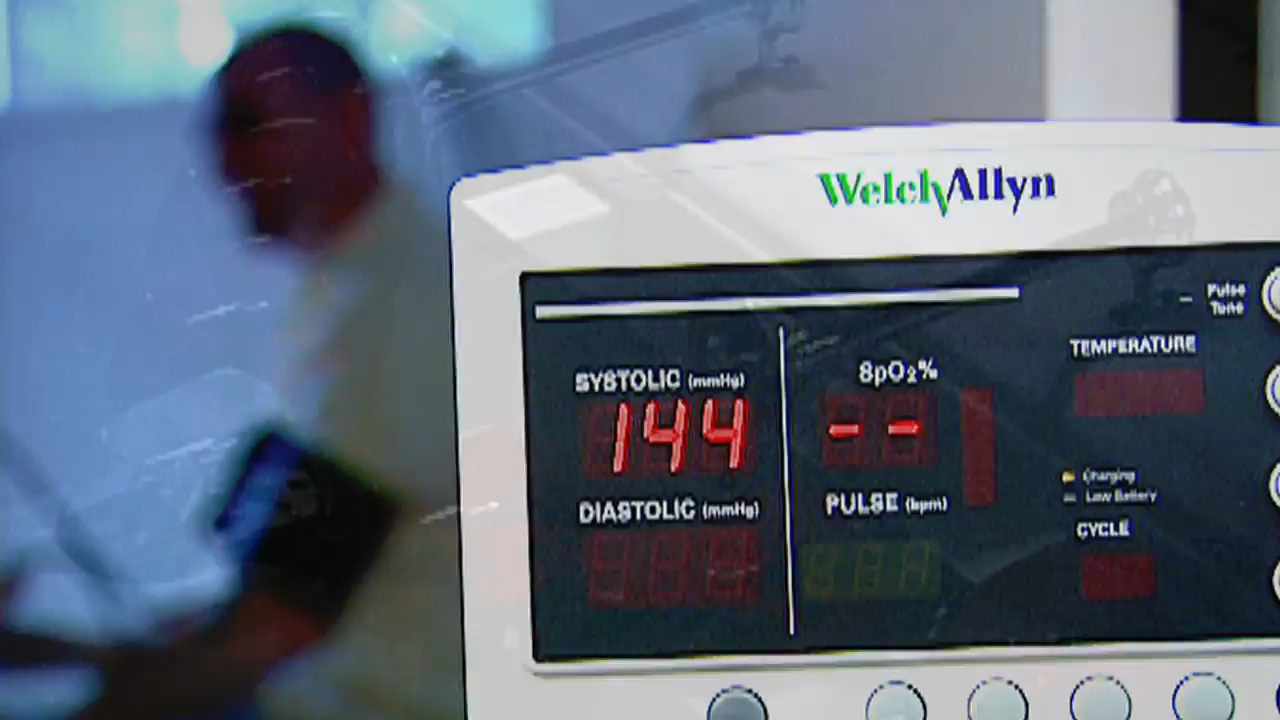 WelchAllyn
Pulse
Tone
TEMPERATURE
SYSTOLIC (mmHg)
SpO2%
144
--
Charging
Low Battery
DIASTOLIC (mmHg)
PULSE (bpm)
CYCLE